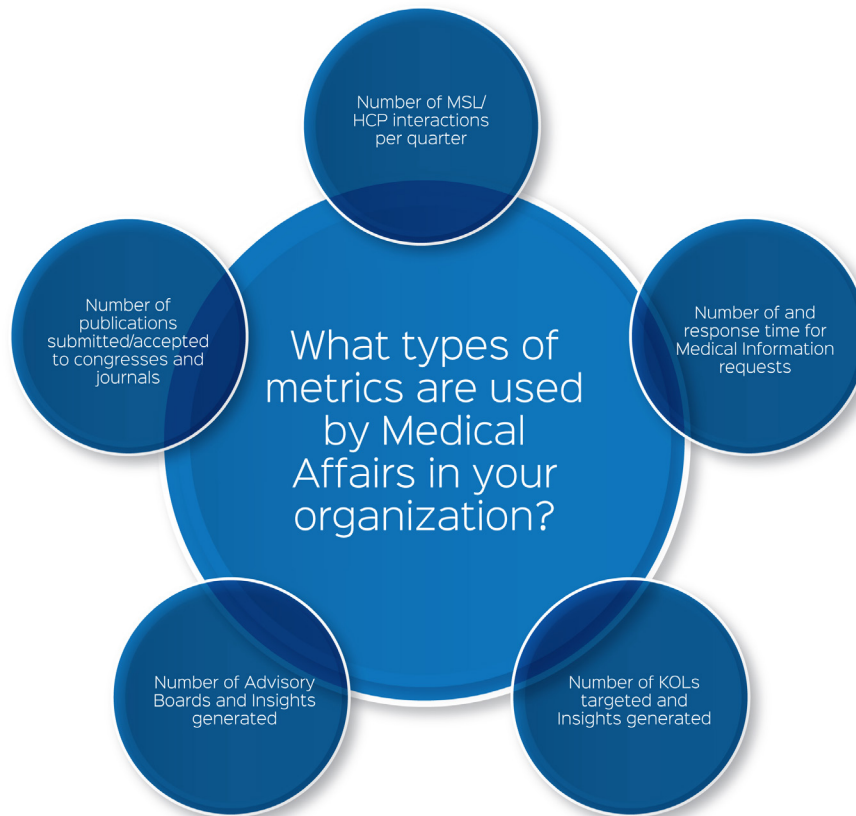 Number of MSL/
HCP interactions
per quarter
Number of
publications
submitted/accepted
to congresses and
journals
What types of
metrics are used
by Medical
Affairs in your
organization?
Number of and
response time for
Medical Information
requests
Number of Advisory
Boards and Insights
generated
Number of KOLs
targeted and
Insights generated